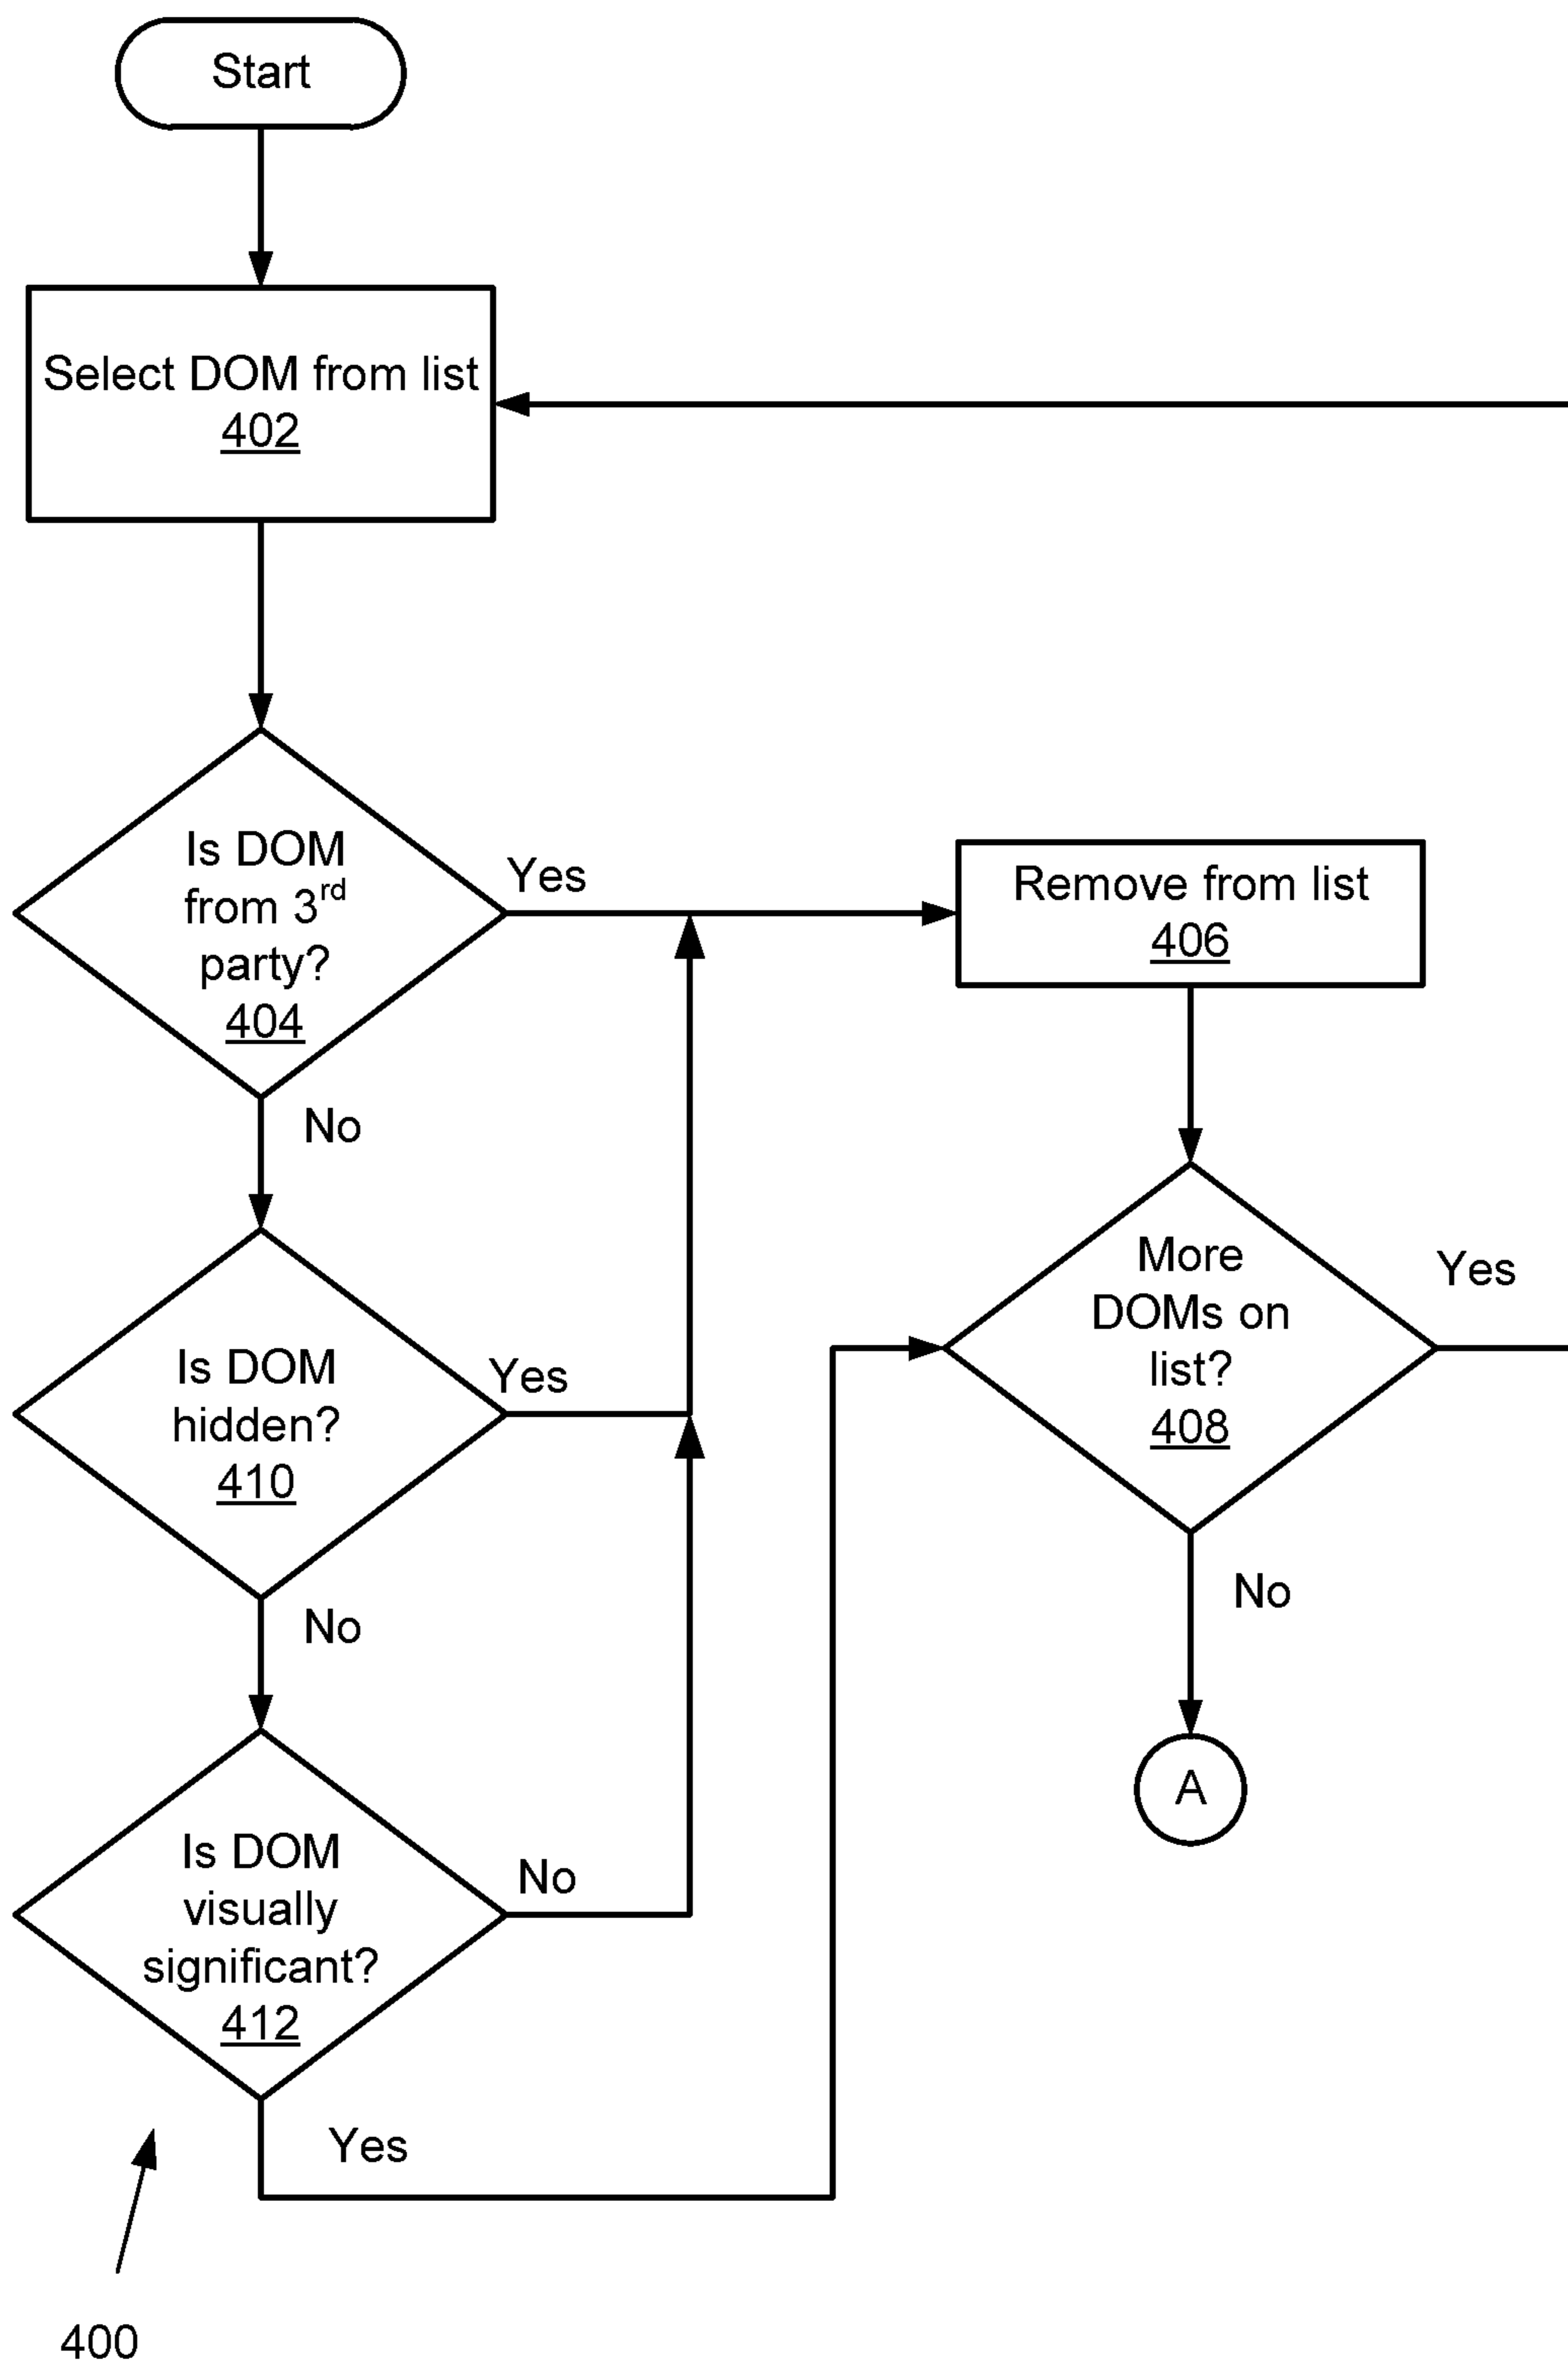 Start
Select DOM from list
402
Is DOM
from 3rd
party?
404
Yes
No
Remove from list
406
More
DOMs on
list?
408
Yes
No
Is DOM
hidden?
410
Yes
No
A
Is DOM
visually
significant?
412
No
Yes
400